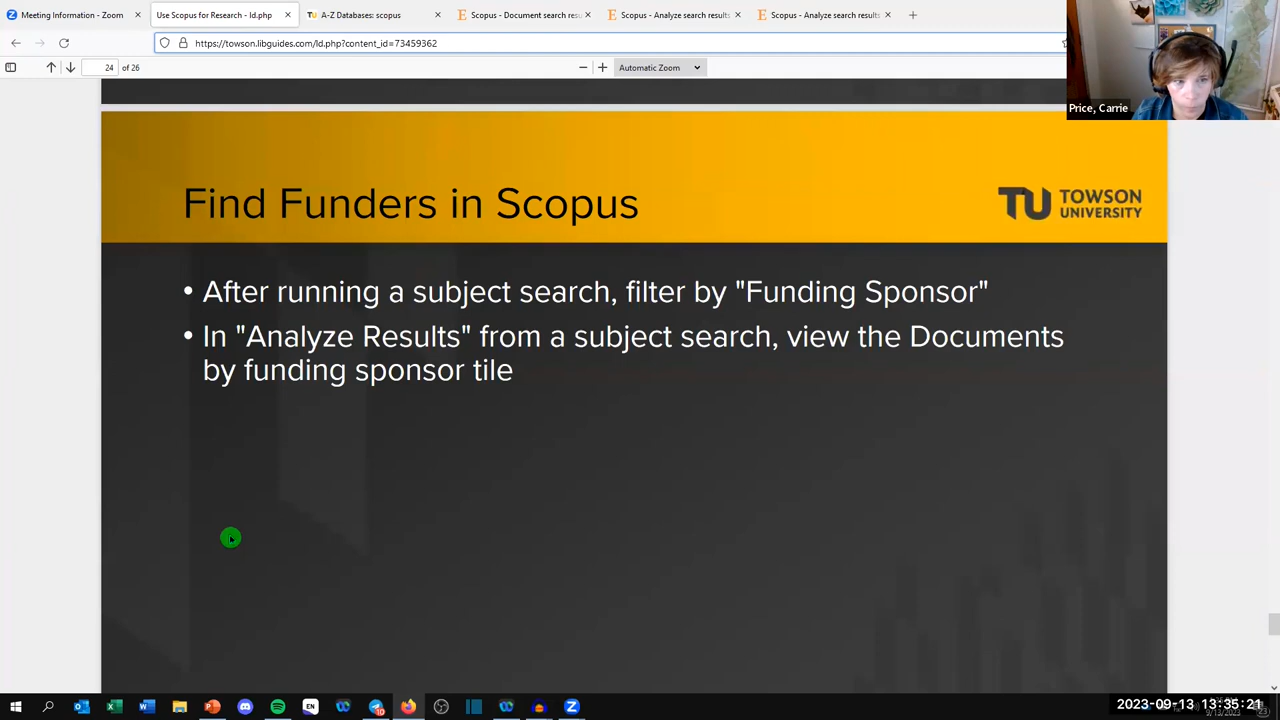 Meeting Information - Zoom
Use Scopus for Research - ld.php
TU A-Z Databases: scopus
Scopus - Document search resu
Scopus - Analyze search results
Scopus - Analyze search results
https://towson.libguides.com/ld.php?content_id=73459362
24 of 26
Automatic Zoom
Price, Carrie
Find Funders in Scopus
TU TOWSON
UNIVERSITY
• After running a subject search, filter by "Funding Sponsor"
• In "Analyze Results" from a subject search, view the Documents
by funding sponsor tile
EN
2023-09-13 13:35:21